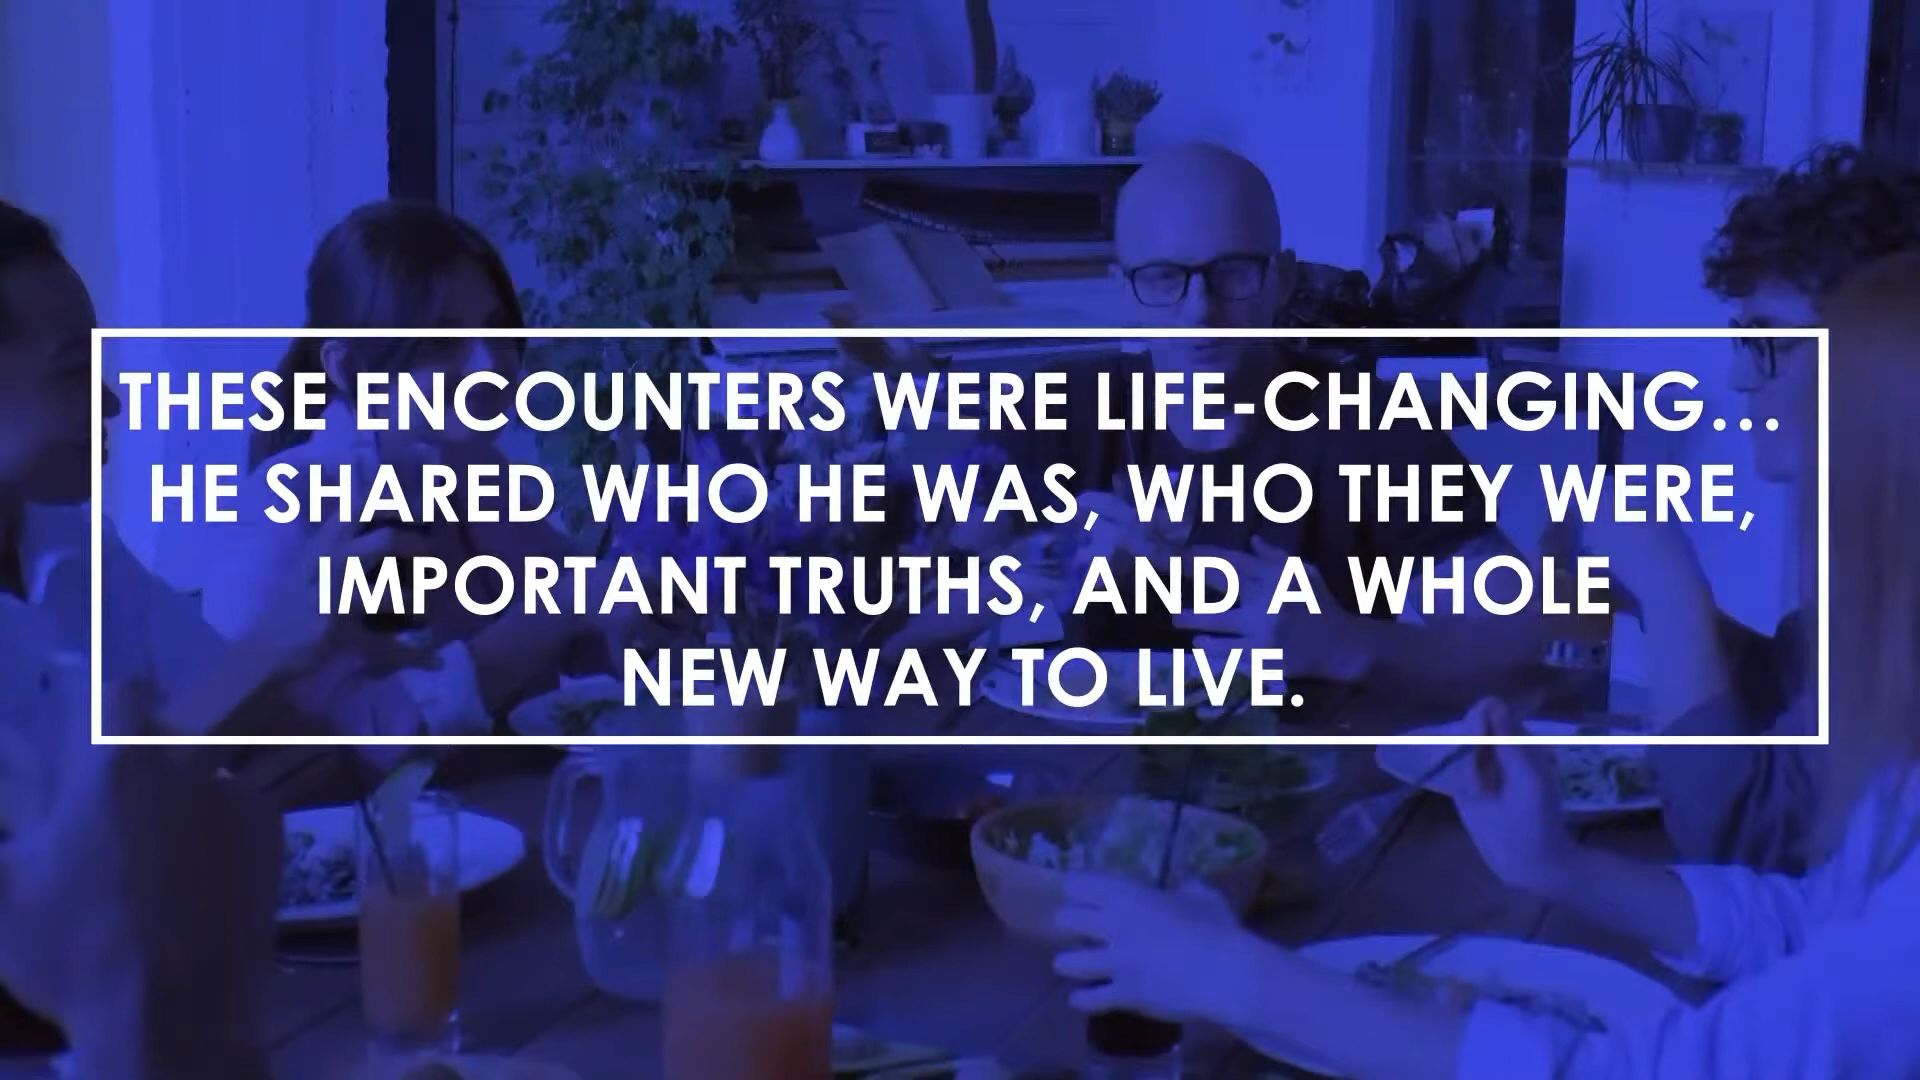 THESE ENCOUNTERS WERE LIFE-CHANGING...
HE SHARED WHO HE WAS, WHO THEY WERE,
IMPORTANT TRUTHS, AND A WHOLE
NEW WAY TO LIVE.